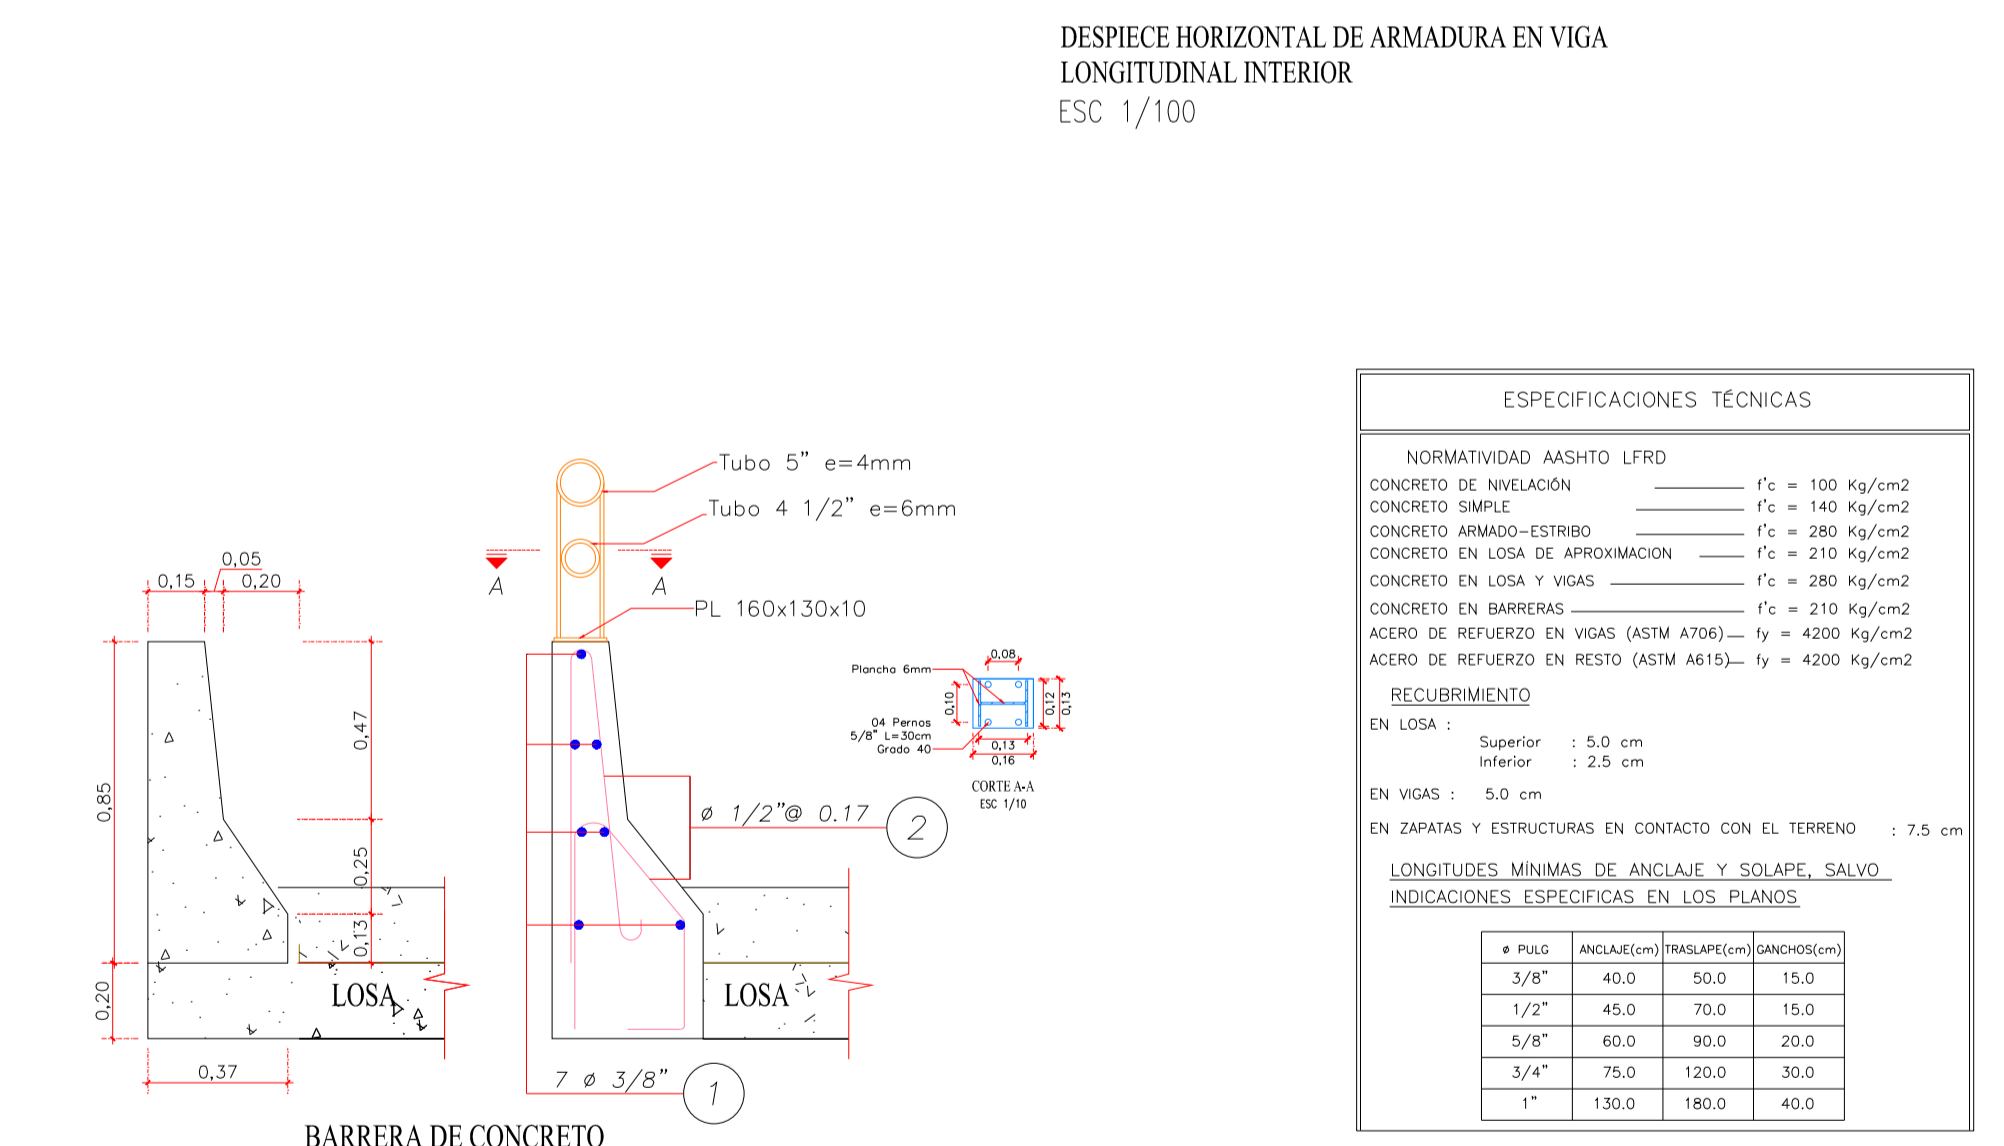 DESPIECE HORIZONTAL DE ARMADURA EN VIGA
LONGITUDINAL INTERIOR
ESC 1/100
0,05
0,15
0,20
0,47
0,85
0,25
0,13
0,20
LOSA
0,37
Tubo 5” e=4mm
Tubo 4 1/2” e=6mm
A
A
PL 160x130x10
0,08
Plancha 6mm
0,10
0,12
0,13
04 Pernos
5/8” L=30cm
Grado 40
0,13
0,16
CORTE A-A
ESC 1/10
ø 1/2”@ 0.17
2
LOSA
7 ø 3/8”
1
BARRERA DE CONCRETO
ESPECIFICACIONES TÉCNICAS
NORMATIVIDAD AASHTO LFRD
CONCRETO DE NIVELACIÓN f'c = 100 Kg/cm2
CONCRETO SIMPLE f'c = 140 Kg/cm2
CONCRETO ARMADO-ESTRIBO f'c = 280 Kg/cm2
CONCRETO EN LOSA DE APROXIMACION f'c = 210 Kg/cm2
CONCRETO EN LOSA Y VIGAS f'c = 280 Kg/cm2
CONCRETO EN BARRERAS f'c = 210 Kg/cm2
ACERO DE REFUERZO EN VIGAS (ASTM A706) fy = 4200 Kg/cm2
ACERO DE REFUERZO EN RESTO (ASTM A615) fy = 4200 Kg/cm2
RECUBRIMIENTO
EN LOSA :
Superior : 5.0 cm
Inferior : 2.5 cm
EN VIGAS : 5.0 cm
EN ZAPATAS Y ESTRUCTURAS EN CONTACTO CON EL TERRENO : 7.5 cm
LONGITUDES MÍNIMAS DE ANCLAJE Y SOLAPE, SALVO
INDICACIONES ESPECIFICAS EN LOS PLANOS
ø PULG ANCLAJE(cm) TRASLAPE(cm) GANCHOS(cm)
3/8” 40.0 50.0 15.0
1/2” 45.0 70.0 15.0
5/8” 60.0 90.0 20.0
3/4” 75.0 120.0 30.0
1” 130.0 180.0 40.0